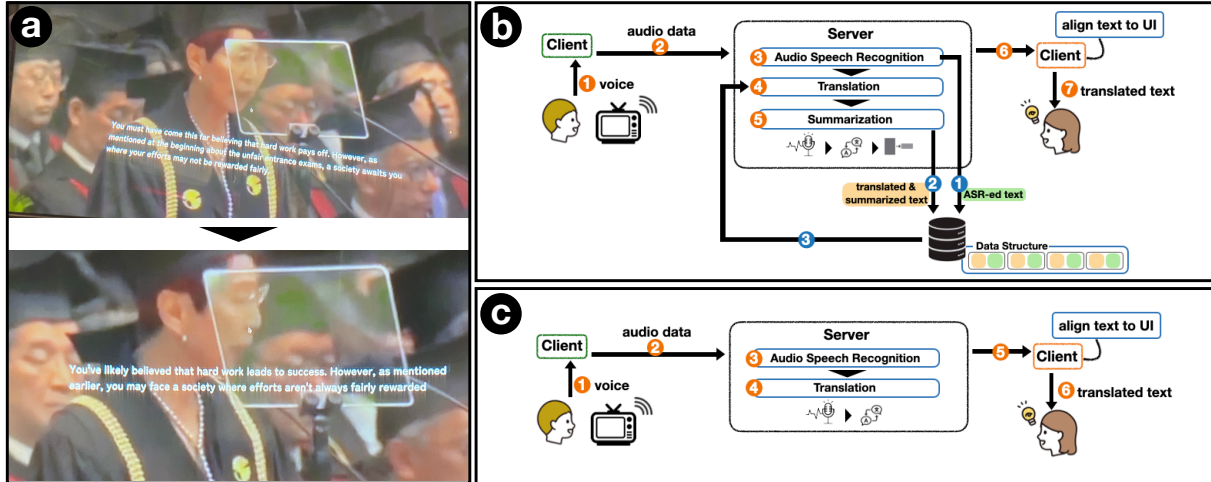 a
You must have come this far believing that hard work pays off. However, as
mentioned at the beginning about the unfair entrance exams, a society awaits you
where your efforts may not be rewarded fairly.
You've likely believed that hard work leads to success. However, as mentioned
earlier, you may face a society where efforts aren't always fairly rewarded
b
Client
audio data
2
1 voice
Server
3 Audio Speech Recognition
4 Translation
5 Summarization
6
align text to UI
Client
7 translated text
2
1
translated &
summarized text
ASR-ed text
3
Data Structure
c
Client
audio data
2
1 voice
Server
3 Audio Speech Recognition
4 Translation
5
align text to UI
Client
6 translated text